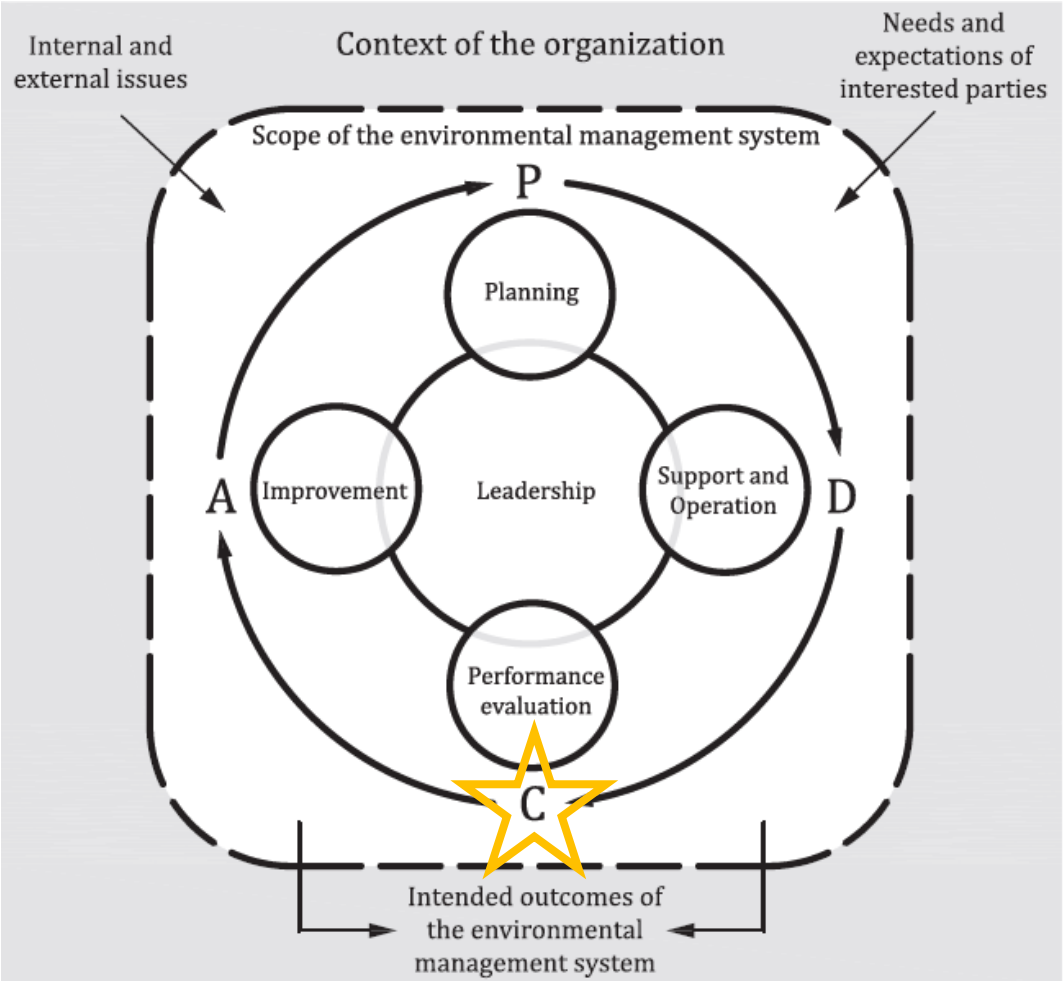 Context of the organization
Internal and
external issues
Needs and
expectations of
interested parties
Scope of the environmental management system
P
Planning
A
Improvement
Leadership
Support and
Operation
D
Performance
evaluation
C
Intended outcomes of
the environmental
management system